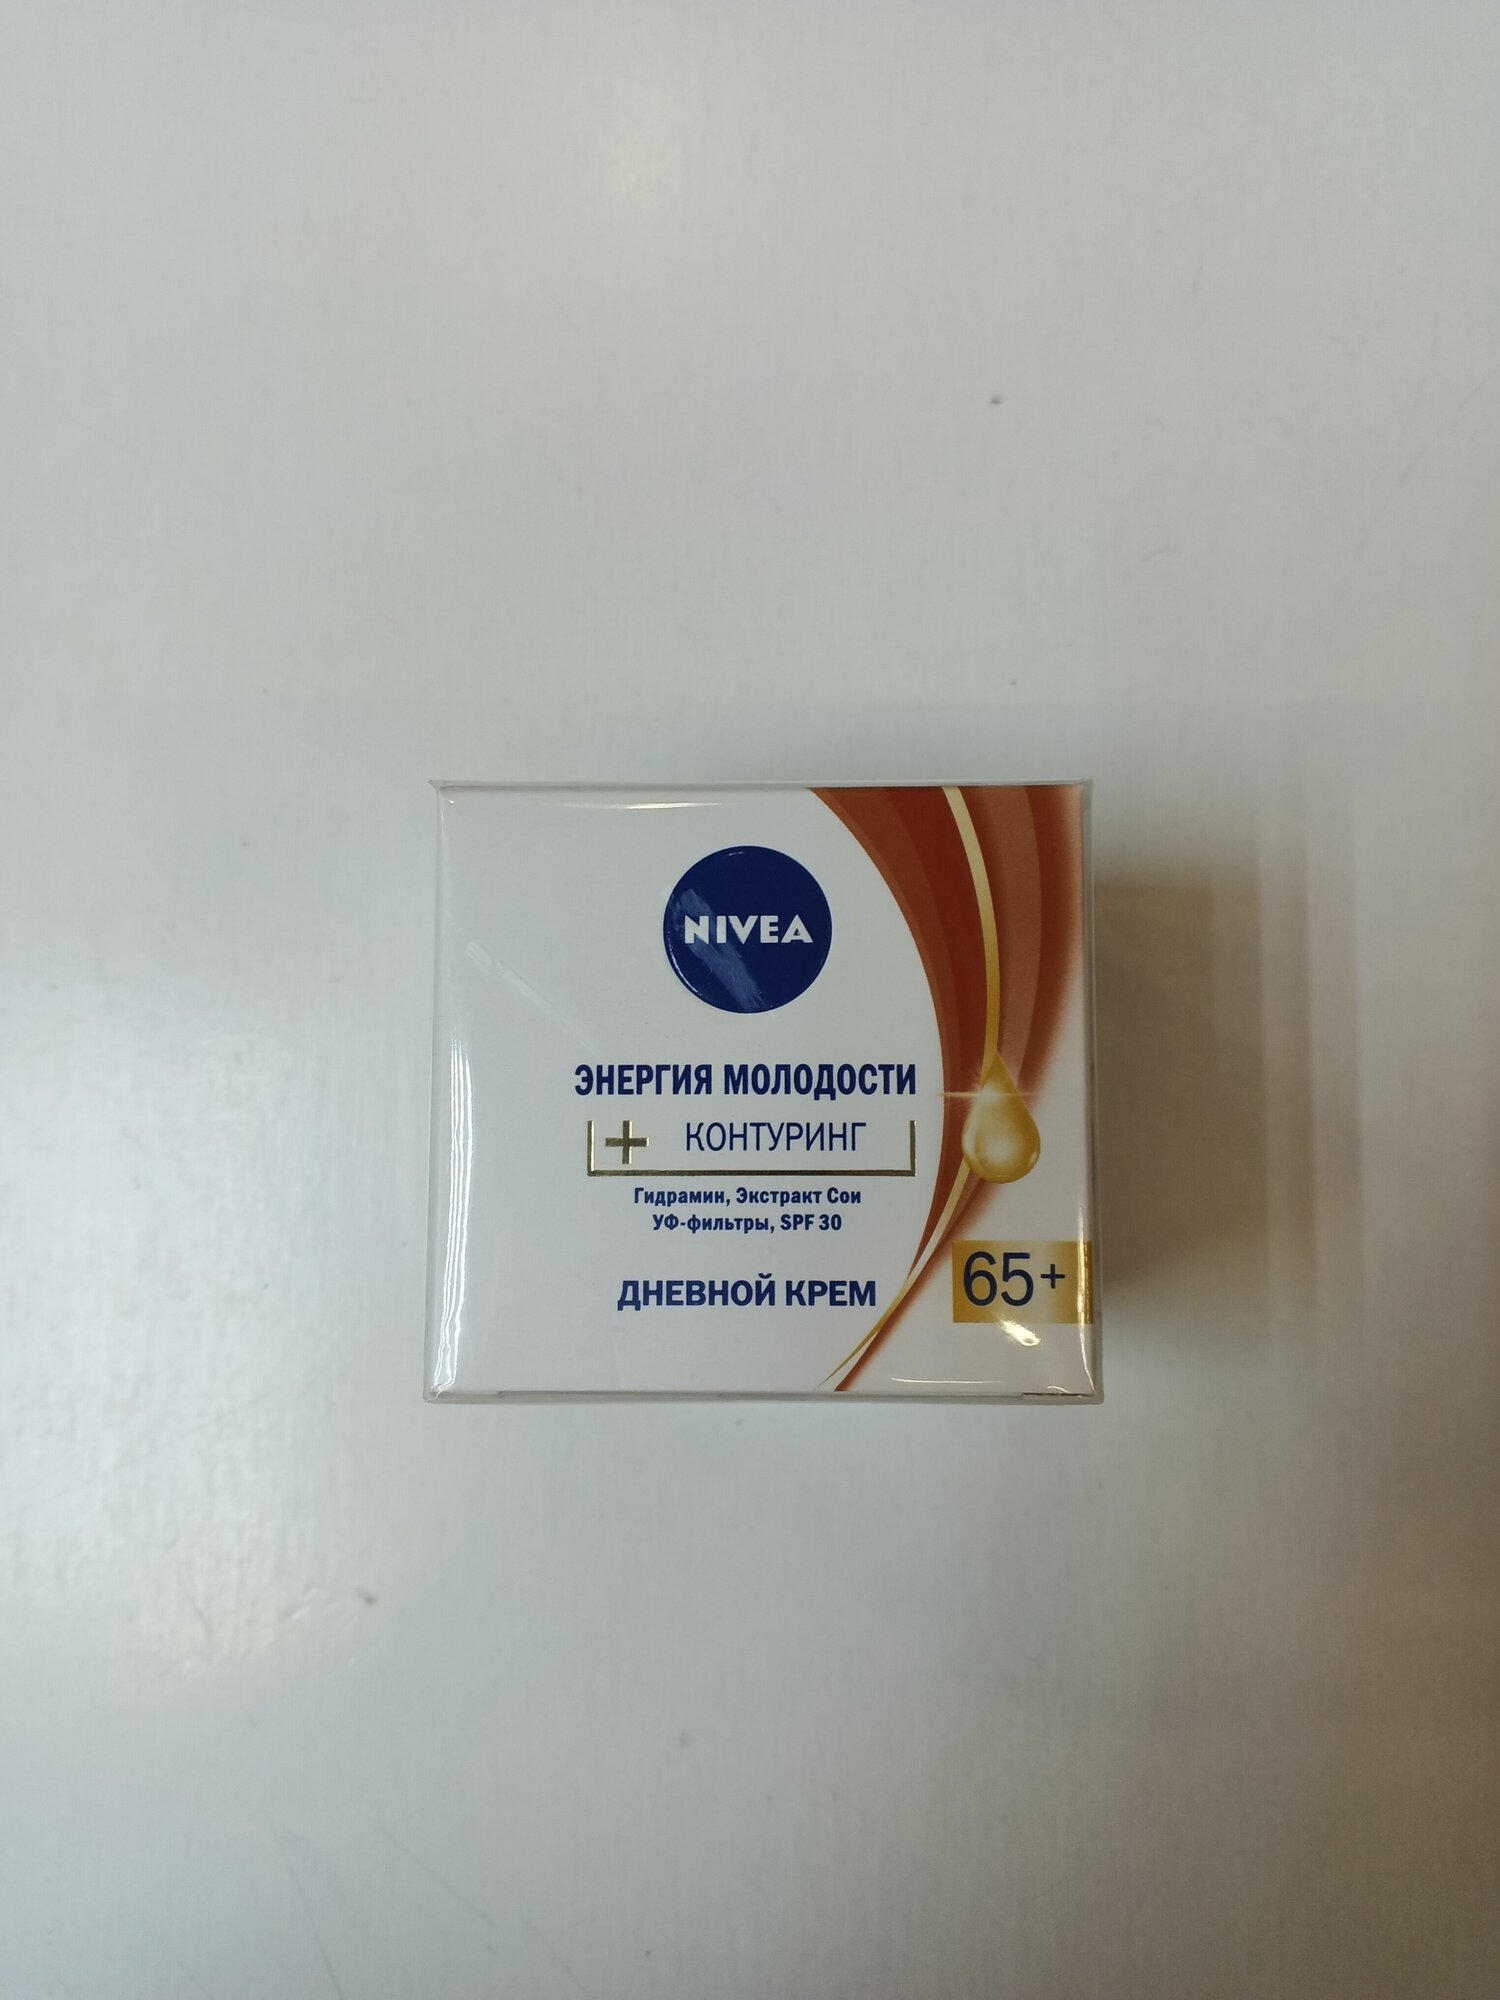 NIVEA
ЭНЕРГИЯ МОЛОДОСТИ
+ КОНТУРИНГ
Гидрамин, Экстракт Сои
УФ-фильтры, SPF 30
65+
ДНЕВНОЙ КРЕМ